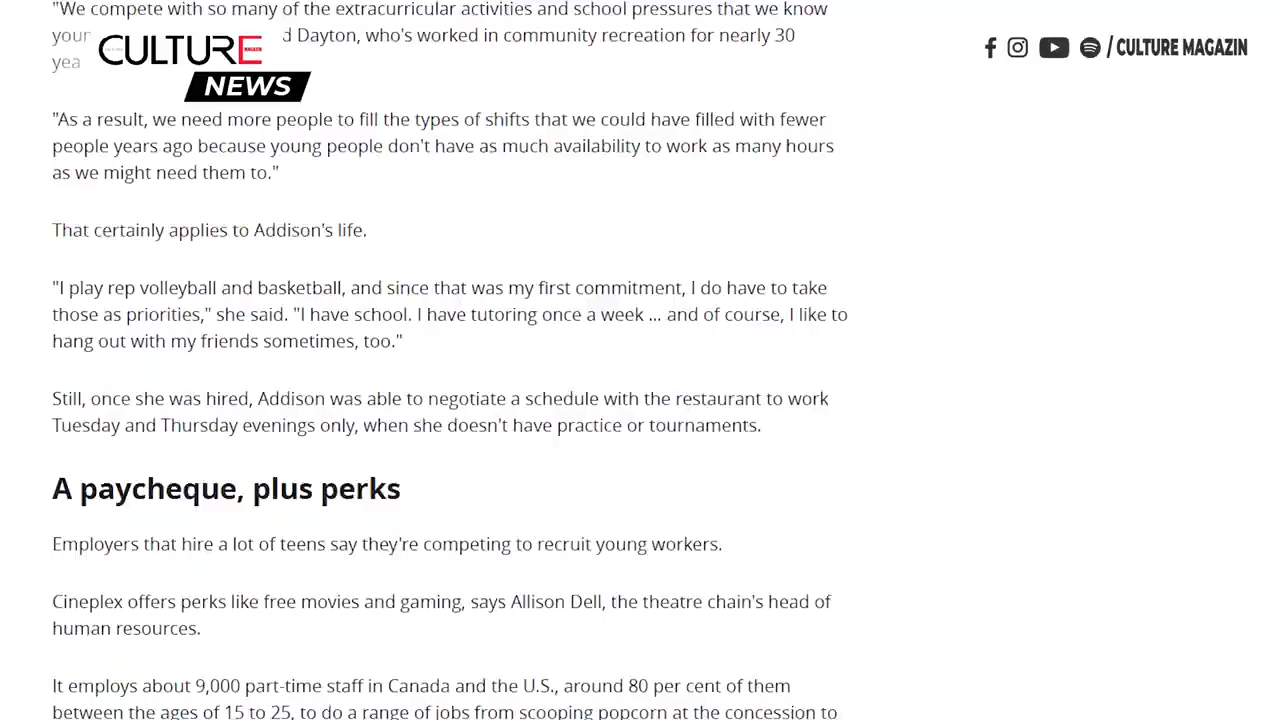 "We compete with so many of the extracurricular activities and school pressures that we know
Dayton, who's worked in community recreation for nearly 30
CULTURE
NEWS
/ CULTURE MAGAZIN
"As a result, we need more people to fill the types of shifts that we could have filled with fewer
people years ago because young people don't have as much availability to work as many hours
as we might need them to."
That certainly applies to Addison's life.
"I play rep volleyball and basketball, and since that was my first commitment, I do have to take
those as priorities," she said. "I have school. I have tutoring once a week ... and of course, I like to
hang out with my friends sometimes, too."
Still, once she was hired, Addison was able to negotiate a schedule with the restaurant to work
Tuesday and Thursday evenings only, when she doesn't have practice or tournaments.
A paycheque, plus perks
Employers that hire a lot of teens say they're competing to recruit young workers.
Cineplex offers perks like free movies and gaming, says Allison Dell, the theatre chain's head of
human resources.
It employs about 9,000 part-time staff in Canada and the U.S., around 80 per cent of them
between the ages of 15 to 25, to do a range of jobs from scooping popcorn at the concession to